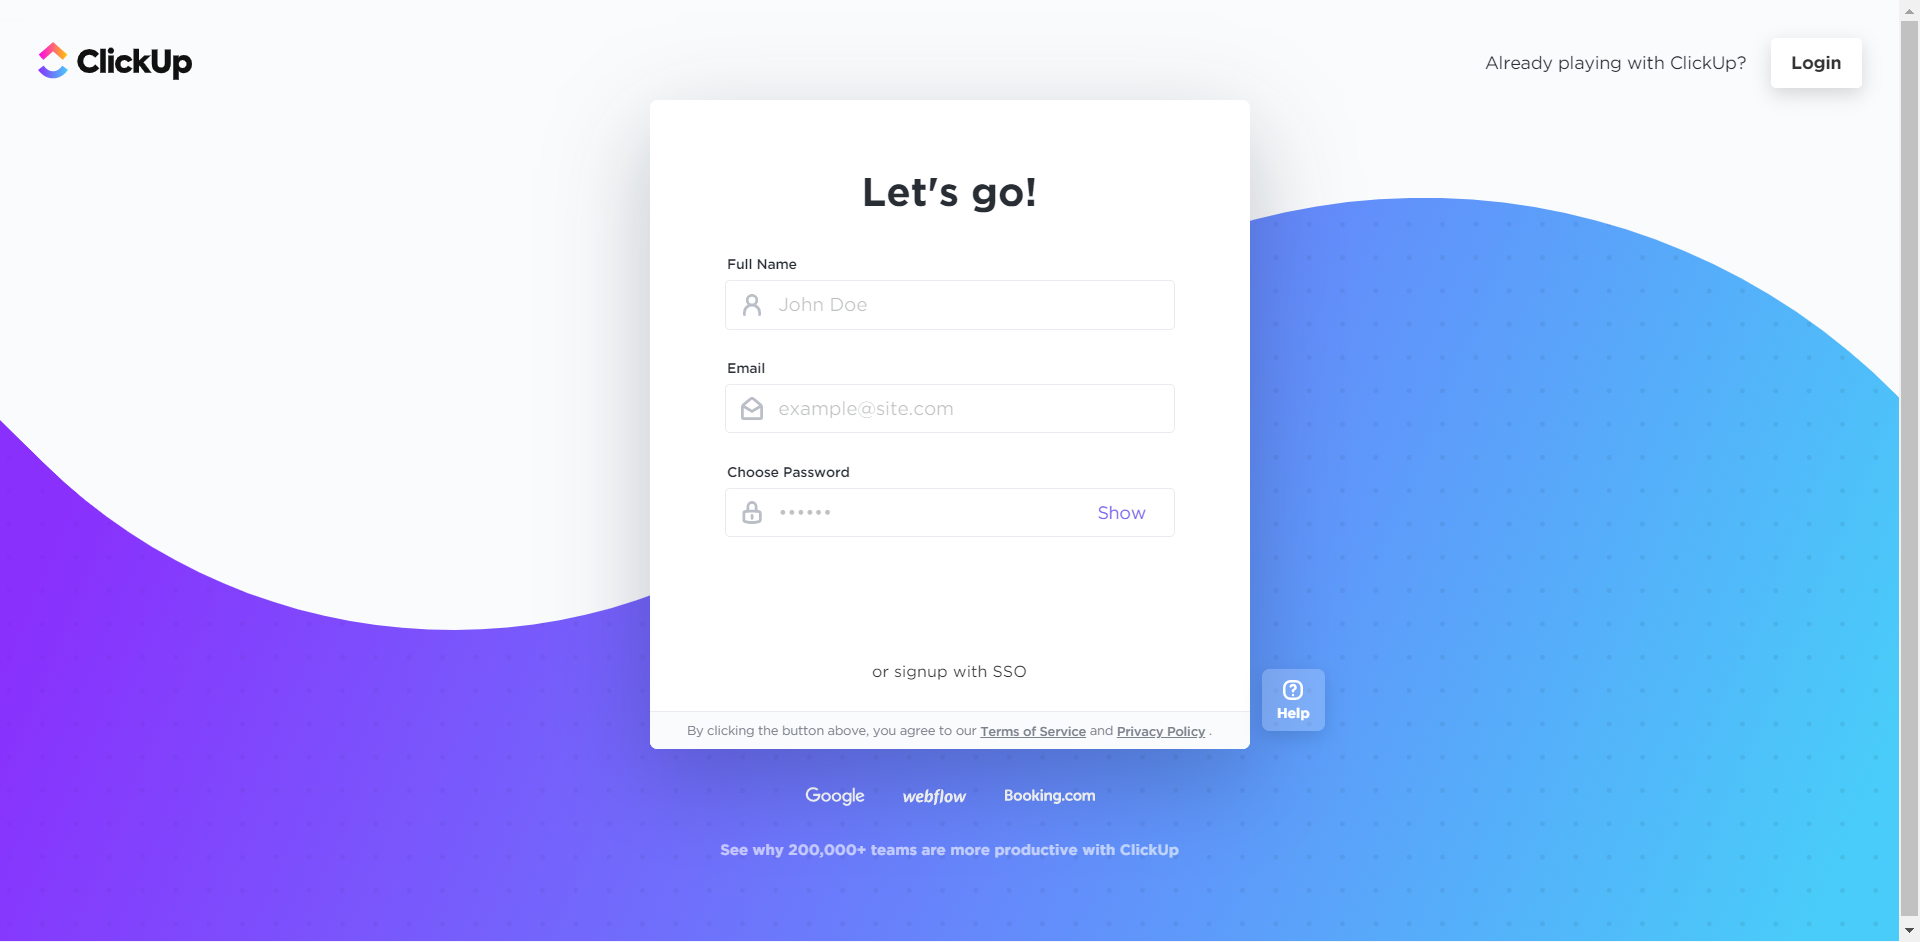 ClickUp
Already playing with ClickUp?
Login
Let's go!
Full Name
John Doe
Email
example@site.com
Choose Password
••••••
Show
or signup with SSO
By clicking the button above, you agree to our Terms of Service and Privacy Policy .
Help
Google
webflow
Booking.com
See why 200,000+ teams are more productive with ClickUp